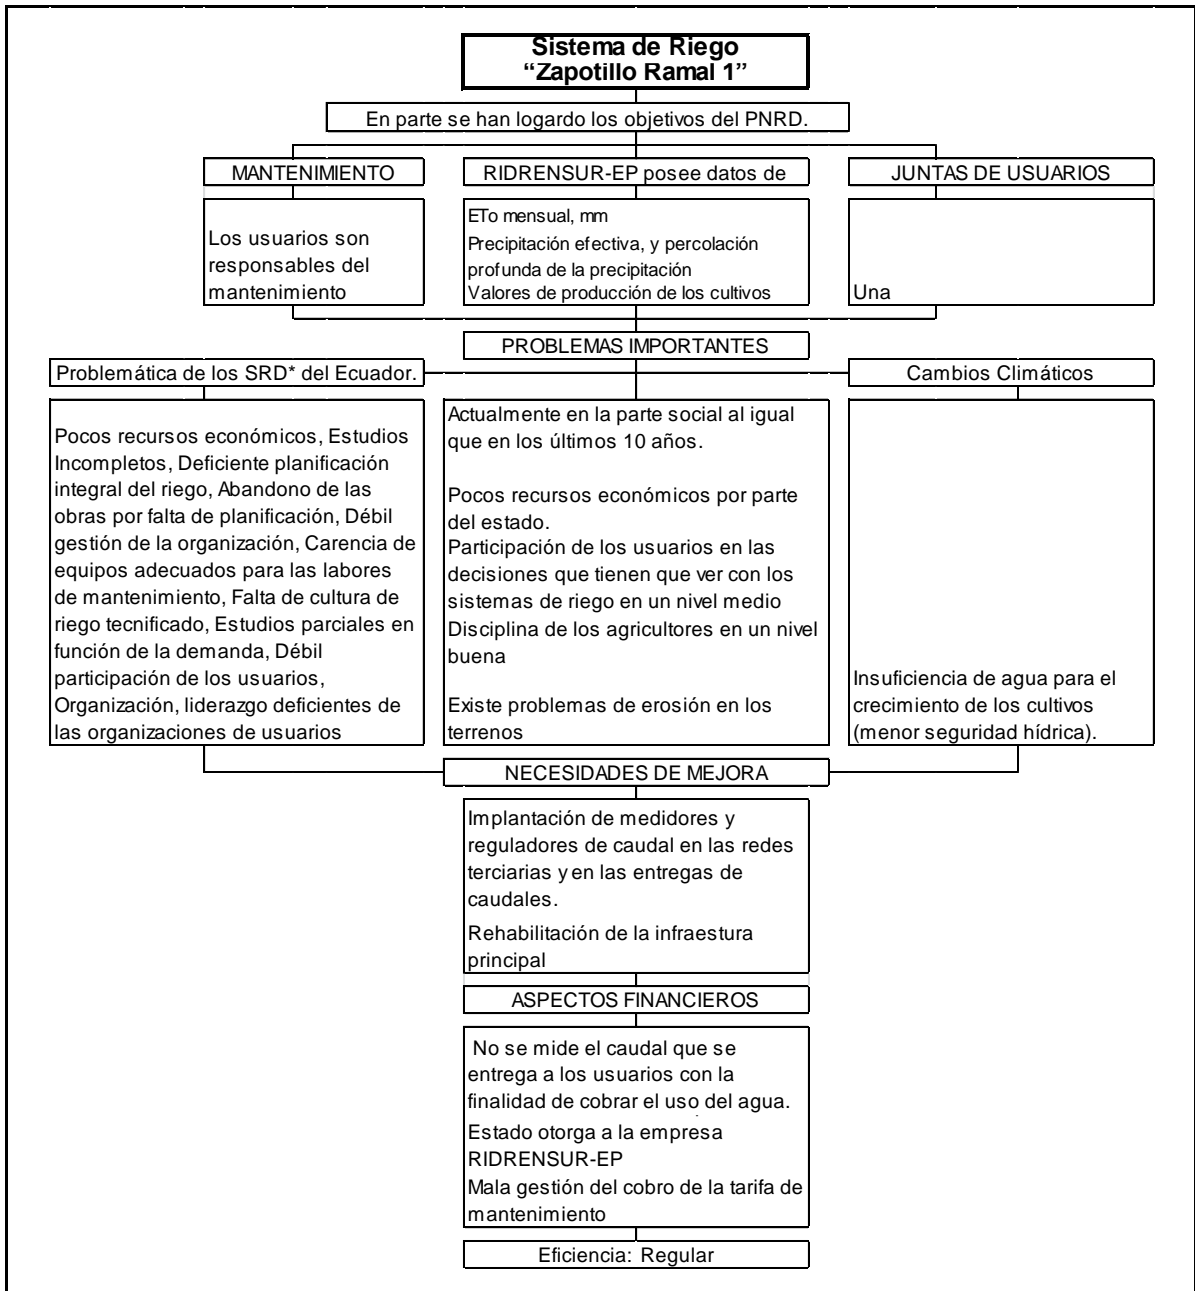 Sistema de Riego
“Zapotillo Ramal 1”
En parte se han logardo los objetivos del PNRD.
MANTENIMIENTO
RIDRENSUR-EP posee datos de
JUNTAS DE USUARIOS
Los usuarios son
responsables del
mantenimiento
ETo mensual, mm
Precipitación efectiva, y percolación
profunda de la precipitación
Valores de producción de los cultivos
Una
PROBLEMAS IMPORTANTES
Problemática de los SRD* del Ecuador.
Cambios Climáticos
Pocos recursos económicos, Estudios
Incompletos, Deficiente planificación
integral del riego, Abandono de las
obras por falta de planificación, Débil
gestión de la organización, Carencia de
equipos adecuados para las labores
de mantenimiento, Falta de cultura de
riego tecnificado, Estudios parciales en
función de la demanda, Débil
participación de los usuarios,
Organización, liderazgo deficientes de
las organizaciones de usuarios
Actualmente en la parte social al igual
que en los últimos 10 años.
Pocos recursos económicos por parte
del estado.
Participación de los usuarios en las
decisiones que tienen que ver con los
sistemas de riego en un nivel medio
Disciplina de los agricultores en un nivel
buena
Existe problemas de erosión en los
terrenos
Insuficiencia de agua para el
crecimiento de los cultivos
(menor seguridad hídrica).
NECESIDADES DE MEJORA
Implantación de medidores y
reguladores de caudal en las redes
terciarias y en las entregas de
caudales.
Rehabilitación de la infraestura
principal
ASPECTOS FINANCIEROS
No se mide el caudal que se
entrega a los usuarios con la
finalidad de cobrar el uso del agua.
Estado otorga a la empresa
RIDRENSUR-EP
Mala gestión del cobro de la tarifa de
mantenimiento
Eficiencia: Regular